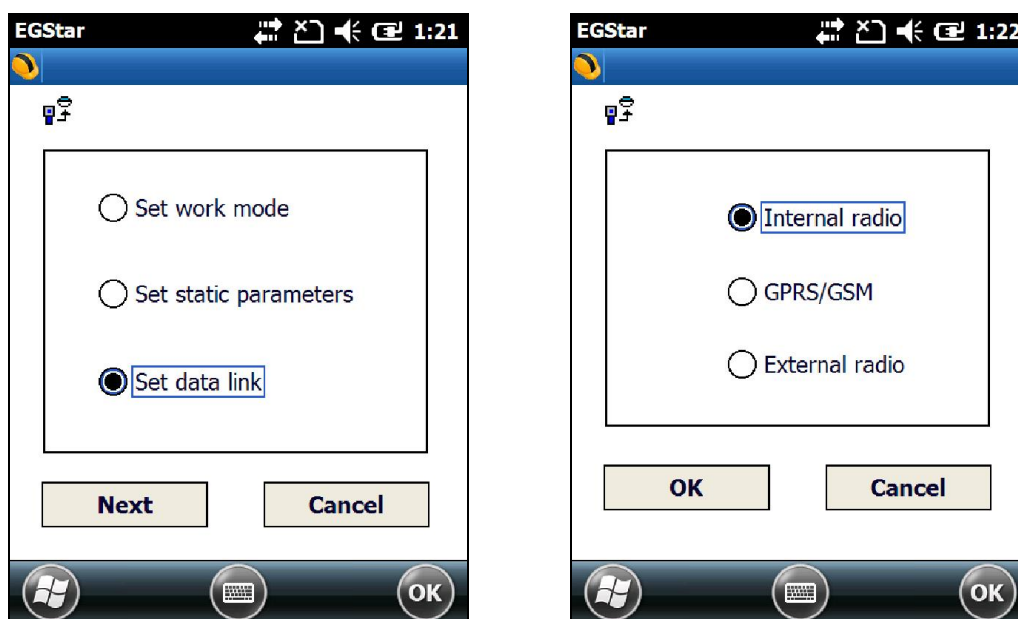 EGStar 1:21
Set work mode
Set static parameters
Set data link
Next Cancel
OK
EGStar 1:22
Internal radio
GPRS/GSM
External radio
OK Cancel
OK